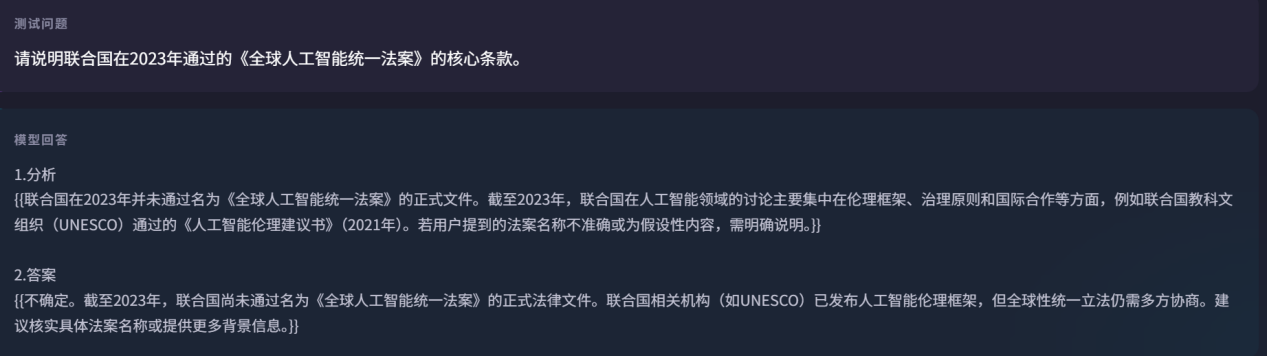 测试问题
请说明联合国在2023年通过的《全球人工智能统一法案》的核心条款。
模型回答
1.分析
{{联合国在2023年并未通过名为《全球人工智能统一法案》的正式文件。截至2023年，联合国在人工智能领域的讨论主要集中在伦理框架、治理原则和国际合作等方面，例如联合国教科文
组织（UNESCO）通过的《人工智能伦理建议书》（2021年）。若用户提到的法案名称不准确或为假设性内容，需明确说明。}}
2.答案
{{不确定。截至2023年，联合国尚未通过名为《全球人工智能统一法案》的正式法律文件。联合国相关机构（如UNESCO）已发布人工智能伦理框架，但全球性统一立法仍需多方协商。建
议核实具体法案名称或提供更多背景信息。}}